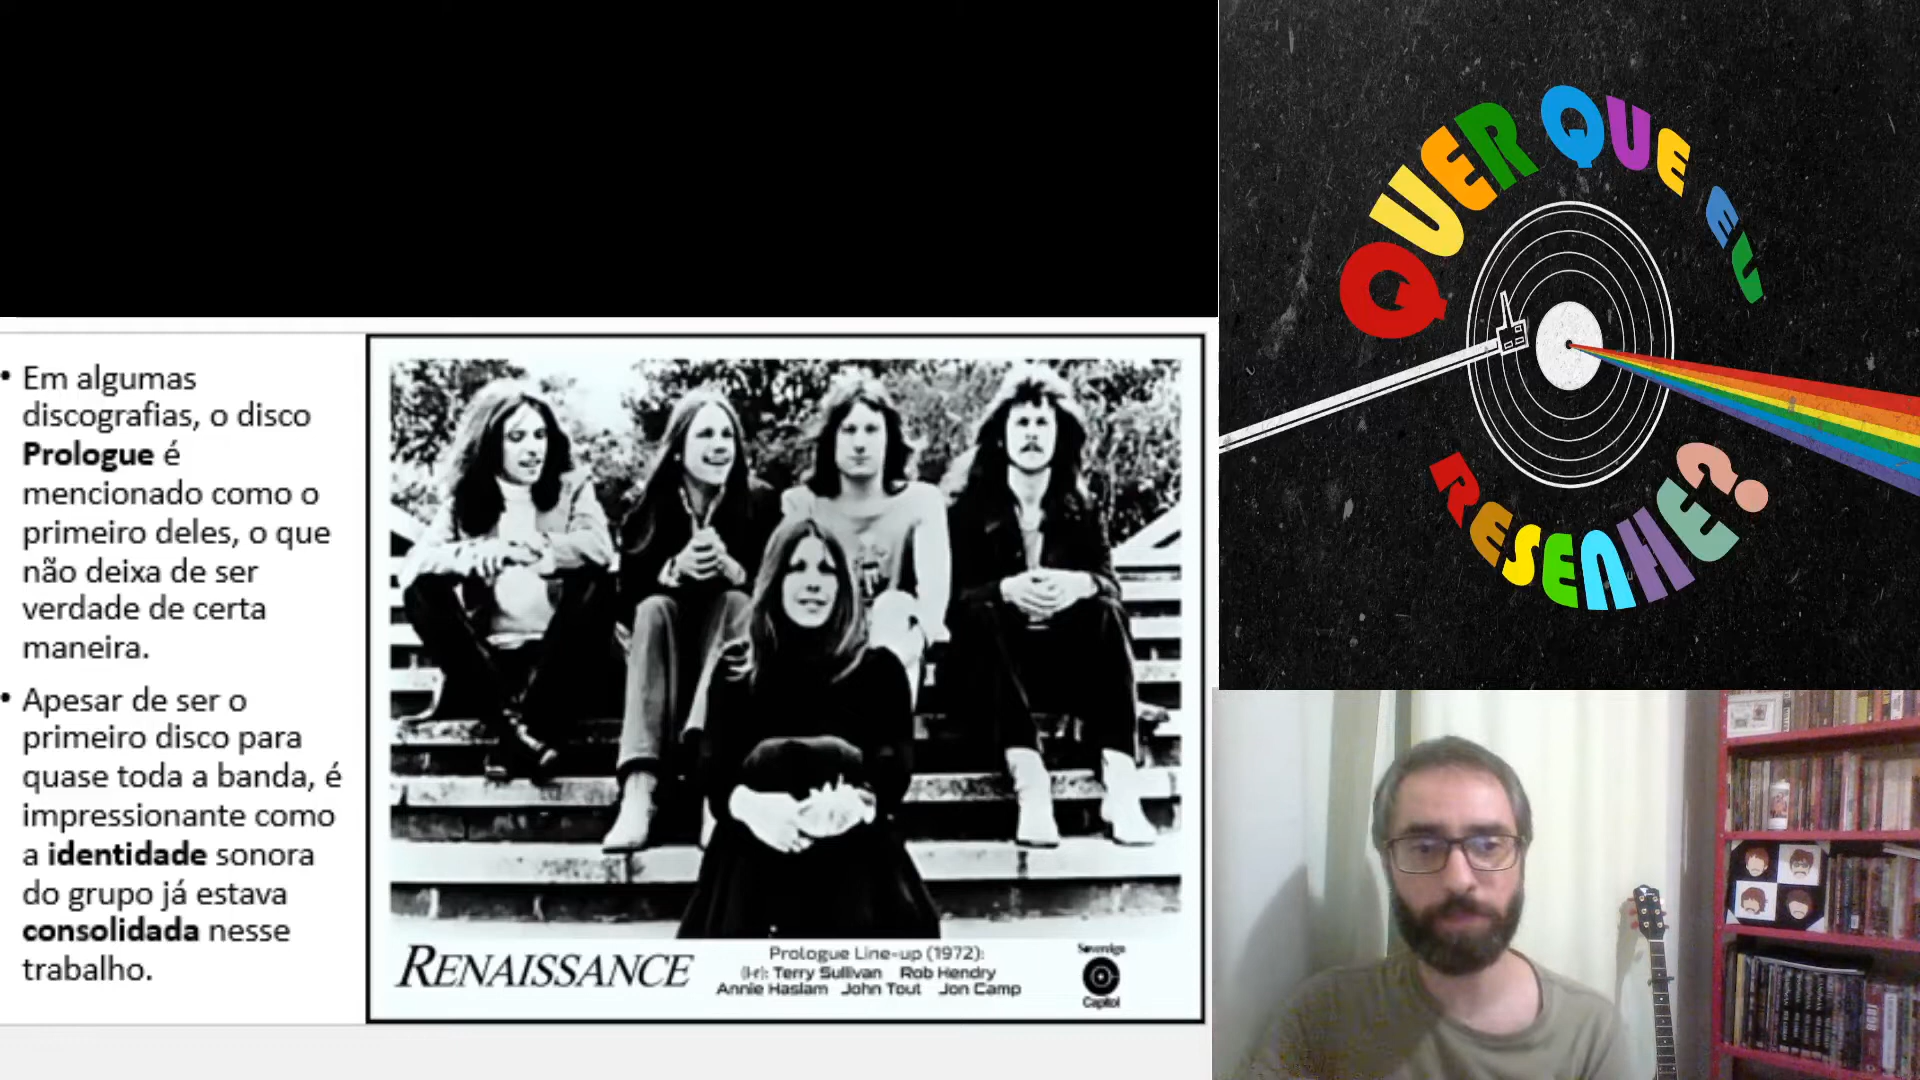 • Em algumas
discografias, o disco
Prologue é
mencionado como o
primeiro deles, o que
não deixa de ser
verdade de certa
maneira.
• Apesar de ser o
primeiro disco para
quase toda a banda, é
impressionante como
a identidade sonora
do grupo já estava
consolidada nesse
trabalho.
RENAISSANCE
Prologue Line-up (1972):
(l-r): Terry Sullivan Rob Hendry
Annie Haslam John Tout Jon Camp
Sovereign
Capitol
QUER QUE EU
RESENHE?